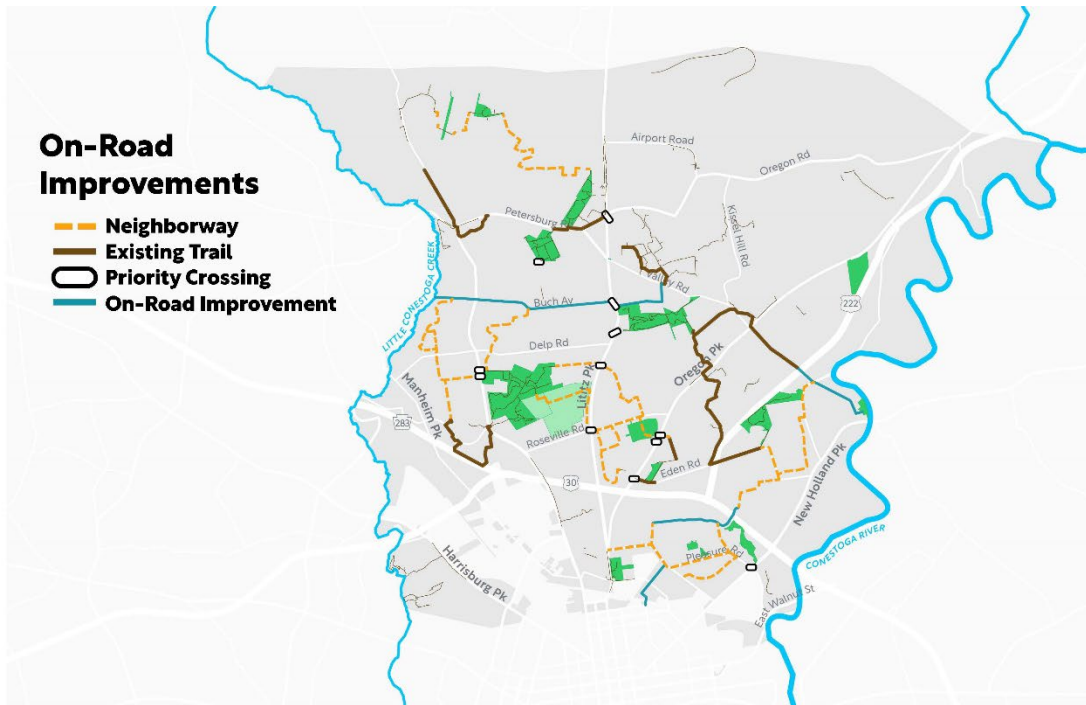 On-Road
Improvements
Neighborway
Existing Trail
Priority Crossing
On-Road Improvement
Airport Road
Oregon Rd
Petersburg
Kissel Hill Rd
Valley Rd
LITTLE CONESTOGA CREEK
Buch Av
222
Delp Rd
Oregon Pk
Lititz Pk
Manheim Pk
283
Roseville Rd
Eden Rd
30
New Holland Pk
CONESTOGA RIVER
Pleasure Rd
Harrisburg Pk
East Walnut St